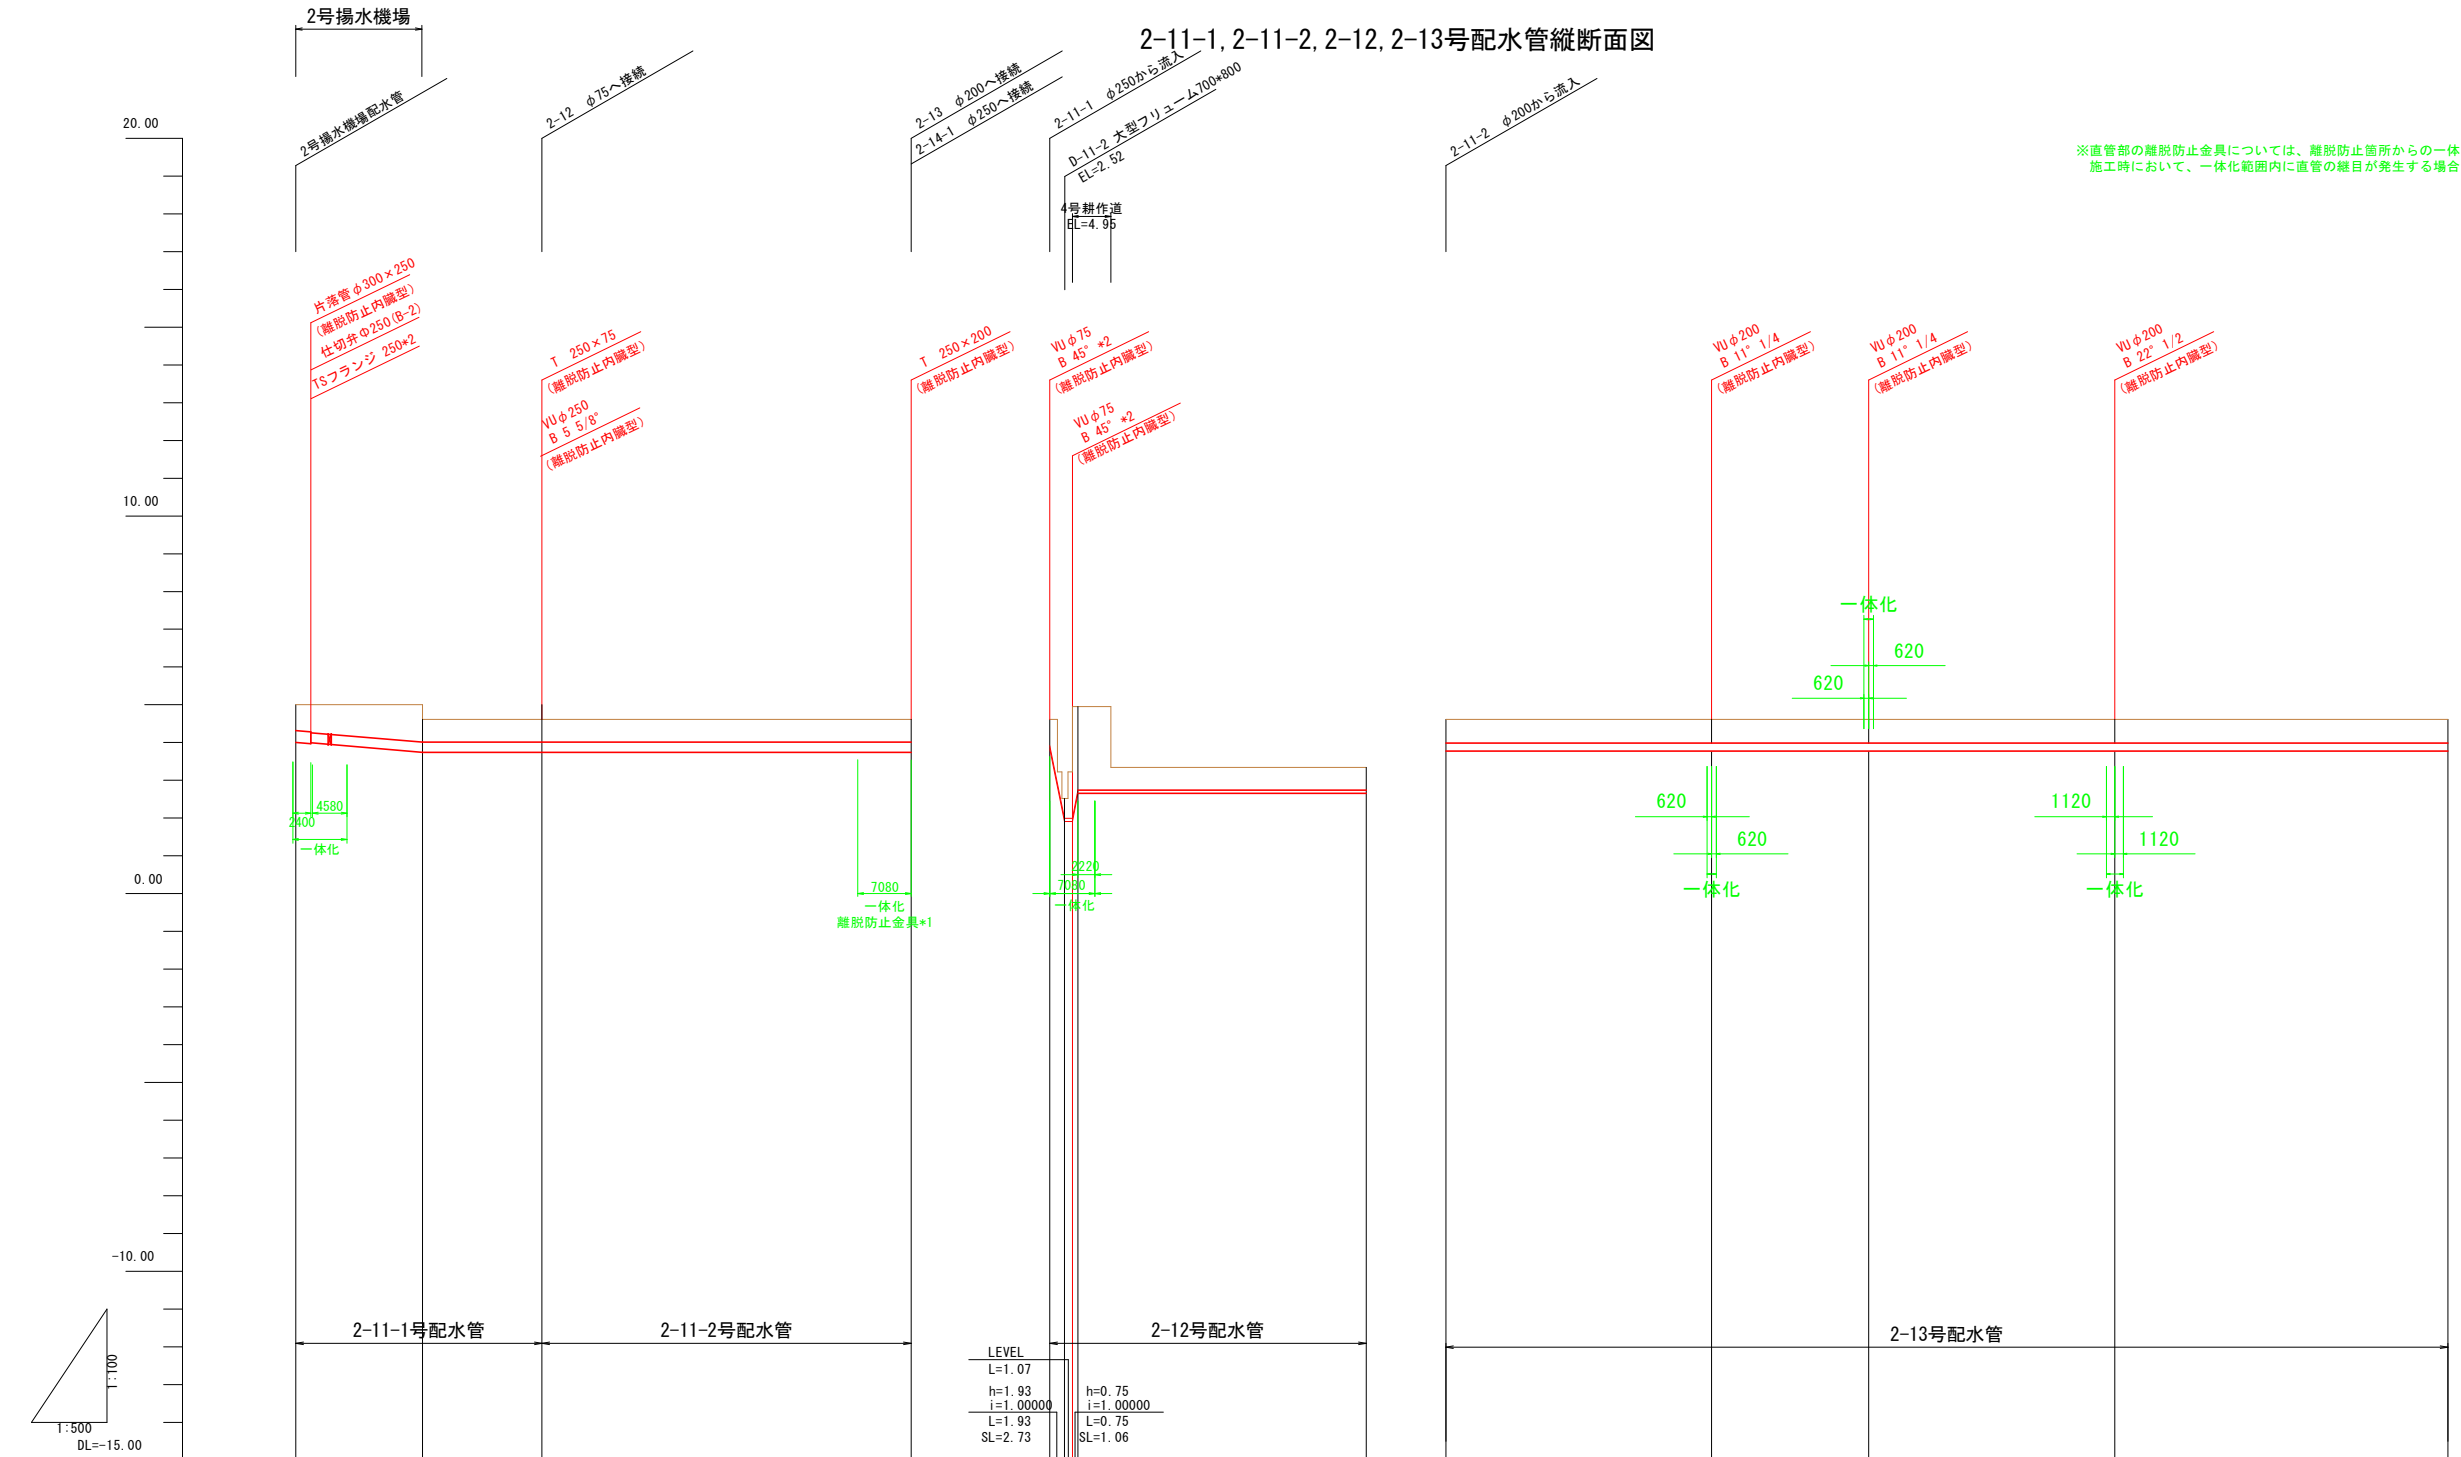 2号揚水機場
2-11-1, 2-11-2, 2-12, 2-13号配水管縦断面図
2号揚水機場配水管
2-12 φ75へ接続
2-13 φ200へ接続
2-14-1 φ250へ接続
2-11-1 φ250から流入
D-11-2 大型フリューム700*800
EL=2.52
4号耕作道
EL=4.95
2-11-2 φ200から流入
※直管部の離脱防止金具については、離脱防止箇所からの一体
施工時において、一体化範囲内に直管の継目が発生する場合
20.00
10.00
0.00
-10.00
片落管φ300×250
(離脱防止内臓型)
仕切弁Φ250(B-2)
TSフランジ 250*2
T 250×75
(離脱防止内臓型)
VUφ250
B 5 5/8°
(離脱防止内臓型)
T 250×200
(離脱防止内臓型)
VUφ75
B 45° *2
(離脱防止内臓型)
VUφ75
B 45° *2
(離脱防止内臓型)
VUφ200
B 11° 1/4
(離脱防止内臓型)
VUφ200
B 11° 1/4
(離脱防止内臓型)
VUφ200
B 22° 1/2
(離脱防止内臓型)
一体化
620
620
4580
2400
一体化
7080
一体化
離脱防止金具*1
2220
7080
一体化
620
620
一体化
1120
1120
一体化
2-11-1号配水管
2-11-2号配水管
2-12号配水管
2-13号配水管
LEVEL
L=1.07
h=1.93
i=1.00000
L=1.93
SL=2.73
h=0.75
i=1.00000
L=0.75
SL=1.06
1:100
1:500
DL=-15.00